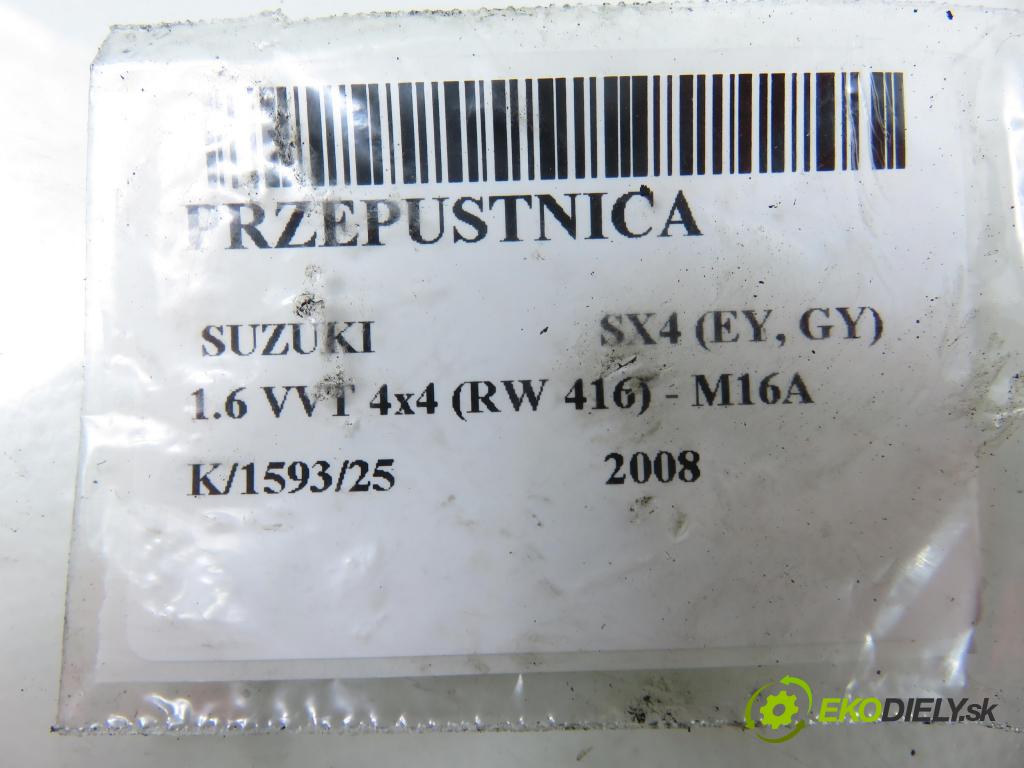 PRZEPUSTNICA
SUZUKI SX4 (EY, GY)
1.6 VVT 4x4 (RW 416) - M16A
K/1593/25 2008
EKODIELY.sk